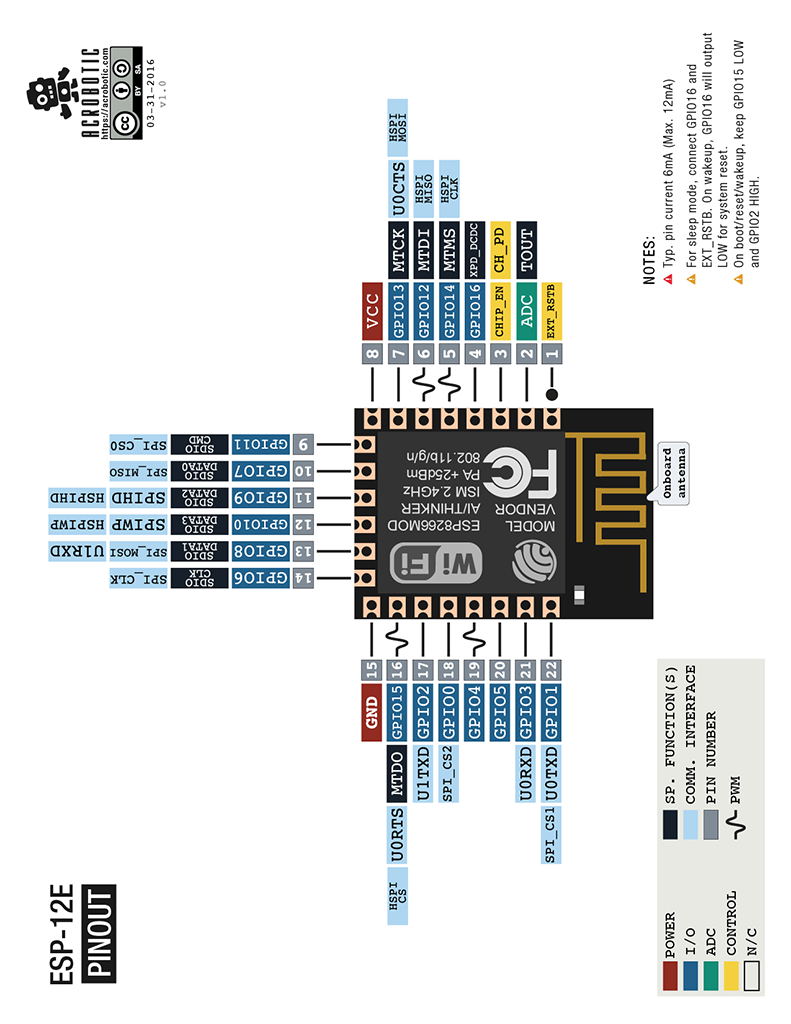 ESP-12E
PINOUT
ACROBOTIC
https://acrobotic.com
CC
BY SA
03-31-2016
v1.0
8 VCC
7 GPIO13 MTCK U0CTS HSPI MOSI
6 GPIO12 MTDI HSPI MISO
5 GPIO14 MTMS HSPI CLK
4 GPIO16 XPD_DCDC
3 CHIP_EN CH_PD
2 ADC TOUT
1 EXT_RSTB
SPI_CS0 SDIO CMD GPIO11 9
SPI_MISO SDIO DATA0 GPIO7 10
HSPIHD SPIHD SDIO DATA2 GPIO9 11
HSPIWP SPIWP SDIO DATA3 GPIO10 12
U1RXD SPI_MOSI SDIO DATA1 GPIO8 13
SPI_CLK SDIO CLK GPIO6 14
GND 15
HSPI CS U0RTS MTDO GPIO15 16
U1TXD GPIO2 17
SPI_CS2 GPIO0 18
GPIO4 19
GPIO5 20
U0RXD GPIO3 21
SPI_CS1 U0TXD GPIO1 22
WiFi
FC
MODEL ESP8266MOD
VENDOR AI/THINKER
ISM 2.4GHz
PA +25dBm
802.11b/g/n
Onboard
antenna
POWER
I/O
ADC
CONTROL
N/C
SP. FUNCTION(S)
COMM. INTERFACE
PIN NUMBER
PWM
NOTES:
Typ. pin current 6mA (Max. 12mA)
For sleep mode, connect GPIO16 and
EXT_RSTB. On wakeup, GPIO16 will output
LOW for system reset.
On boot/reset/wakeup, keep GPIO15 LOW
and GPIO2 HIGH.